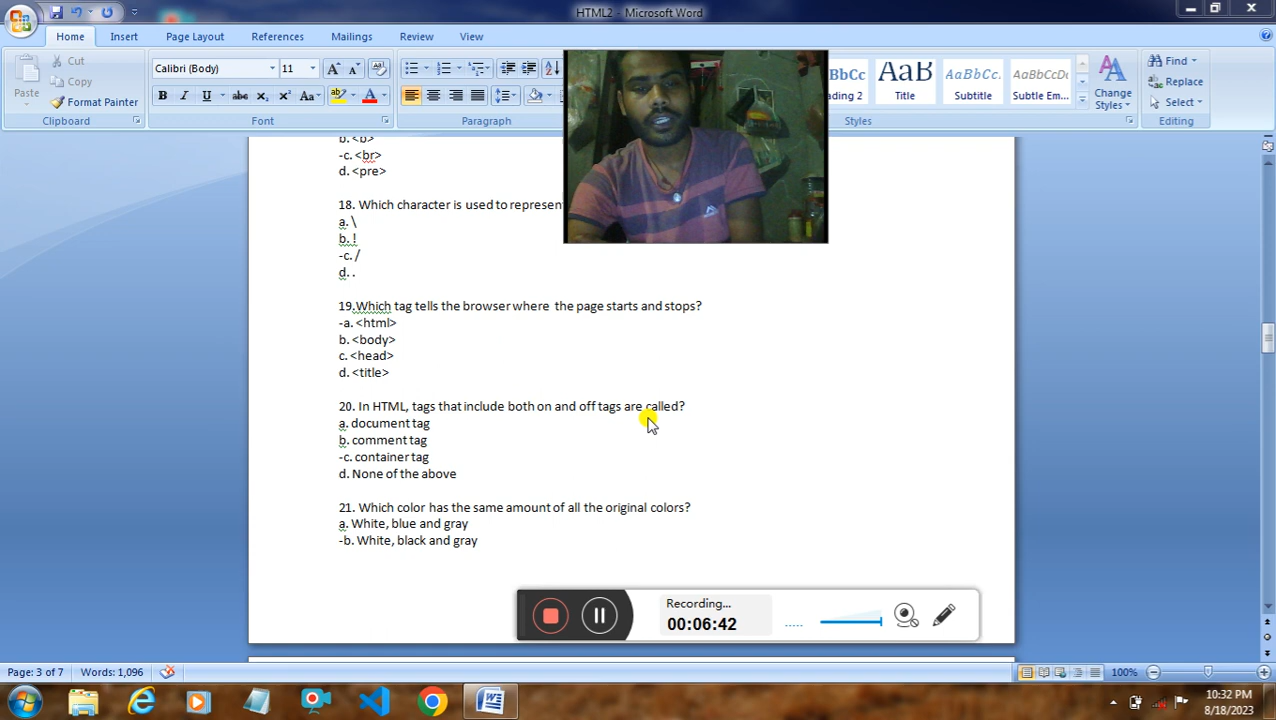 HTML2 - Microsoft Word
Home Insert Page Layout References Mailings Review View
Cut
Copy
Format Painter
Paste
Clipboard
Calibri (Body) 11
Font
Paragraph
ading 2
Title
Subtitle
Subtle Em...
Change Styles
Styles
Find
Replace
Select
Editing
b. <b>
-c. <br>
d. <pre>
18. Which character is used to represen
a. \
b. !
-c. /
d. .
19.Which tag tells the browser where the page starts and stops?
-a. <html>
b. <body>
c. <head>
d. <title>
20. In HTML, tags that include both on and off tags are called?
a. document tag
b. comment tag
-c. container tag
d. None of the above
21. Which color has the same amount of all the original colors?
a. White, blue and gray
-b. White, black and gray
Recording...
00:06:42
Page: 3 of 7 Words: 1,096 100%
10:32 PM
8/18/2023